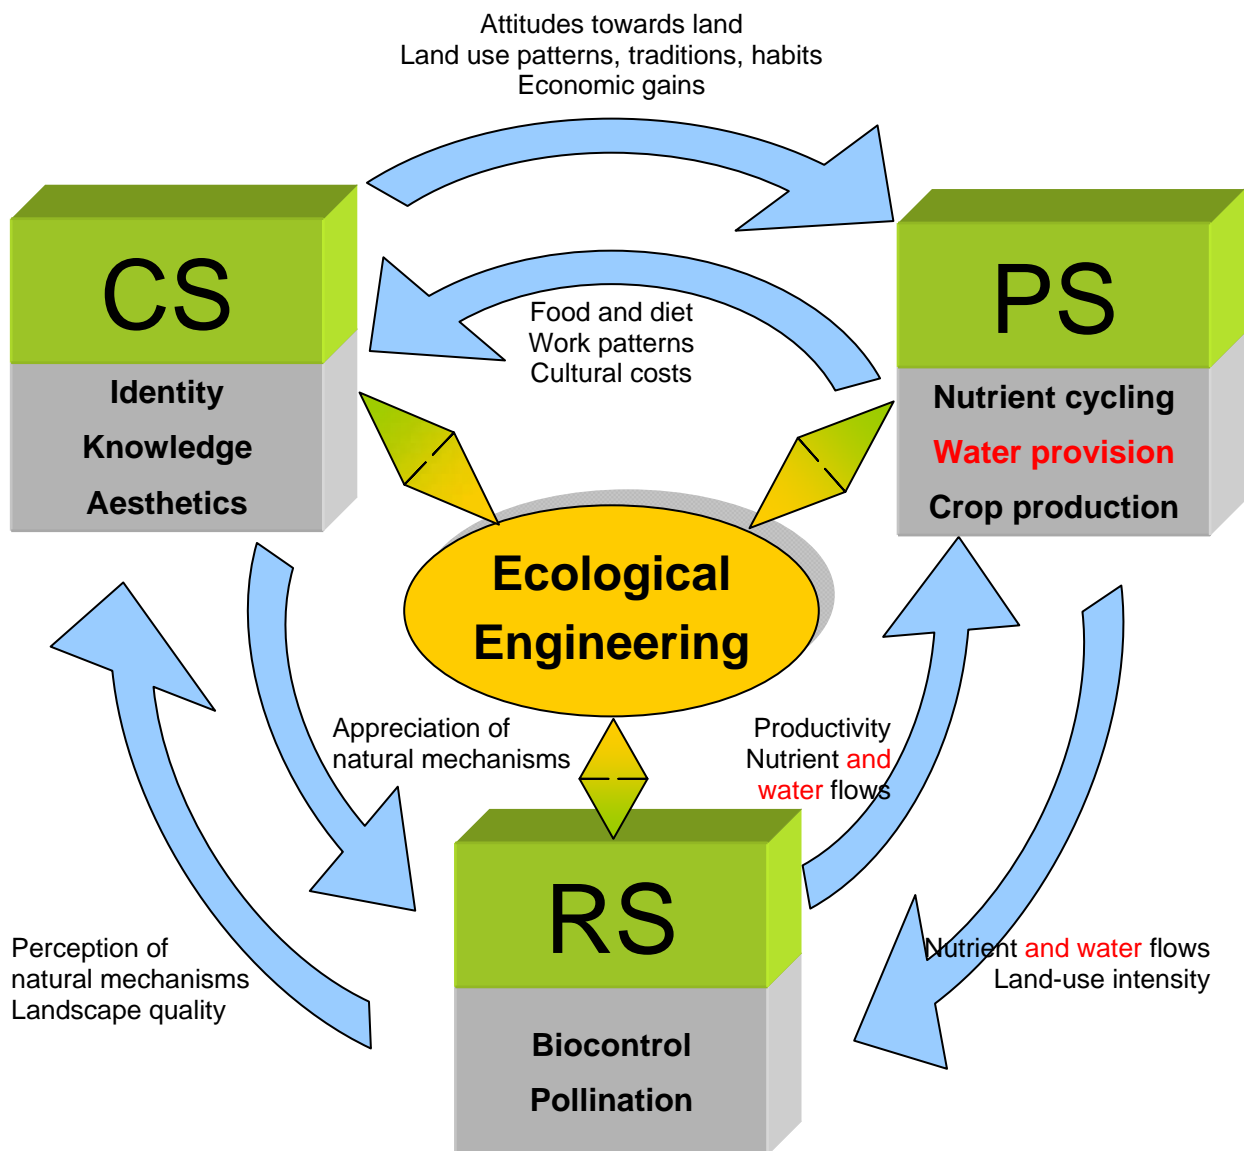 Attitudes towards land
Land use patterns, traditions, habits
Economic gains
CS
Identity
Knowledge
Aesthetics
Food and diet
Work patterns
Cultural costs
PS
Nutrient cycling
Water provision
Crop production
Ecological
Engineering
Appreciation of
natural mechanisms
Productivity
Nutrient and
water flows
Perception of
natural mechanisms
Landscape quality
RS
Biocontrol
Pollination
Nutrient and water flows
Land-use intensity